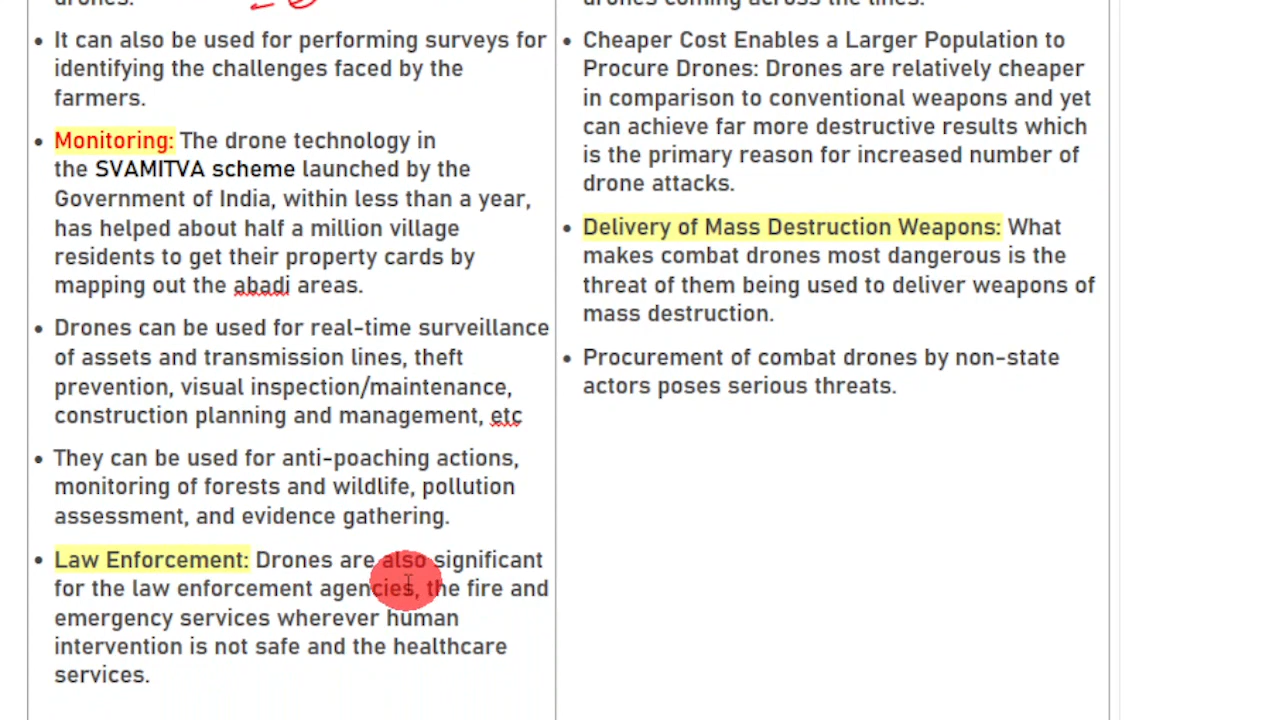 drones.
It can also be used for performing surveys for
identifying the challenges faced by the
farmers.
Monitoring: The drone technology in
the SVAMITVA scheme launched by the
Government of India, within less than a year,
has helped about half a million village
residents to get their property cards by
mapping out the abadi areas.
Drones can be used for real-time surveillance
of assets and transmission lines, theft
prevention, visual inspection/maintenance,
construction planning and management, etc
They can be used for anti-poaching actions,
monitoring of forests and wildlife, pollution
assessment, and evidence gathering.
Law Enforcement: Drones are also significant
for the law enforcement agencies, the fire and
emergency services wherever human
intervention is not safe and the healthcare
services.
drones coming across the lines.
Cheaper Cost Enables a Larger Population to
Procure Drones: Drones are relatively cheaper
in comparison to conventional weapons and yet
can achieve far more destructive results which
is the primary reason for increased number of
drone attacks.
Delivery of Mass Destruction Weapons: What
makes combat drones most dangerous is the
threat of them being used to deliver weapons of
mass destruction.
Procurement of combat drones by non-state
actors poses serious threats.